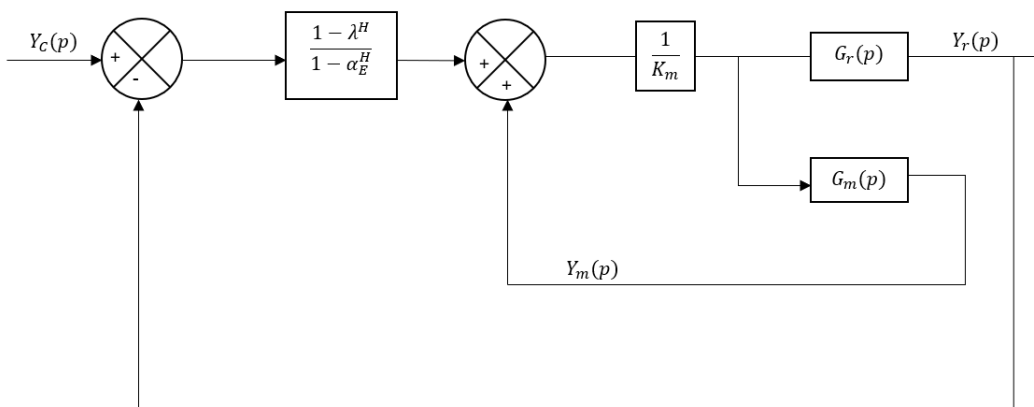 Y_C(p)
+
-
1 − λ^H
1 − α_E^H
+
+
1
K_m
G_r(p)
Y_r(p)
G_m(p)
Y_m(p)